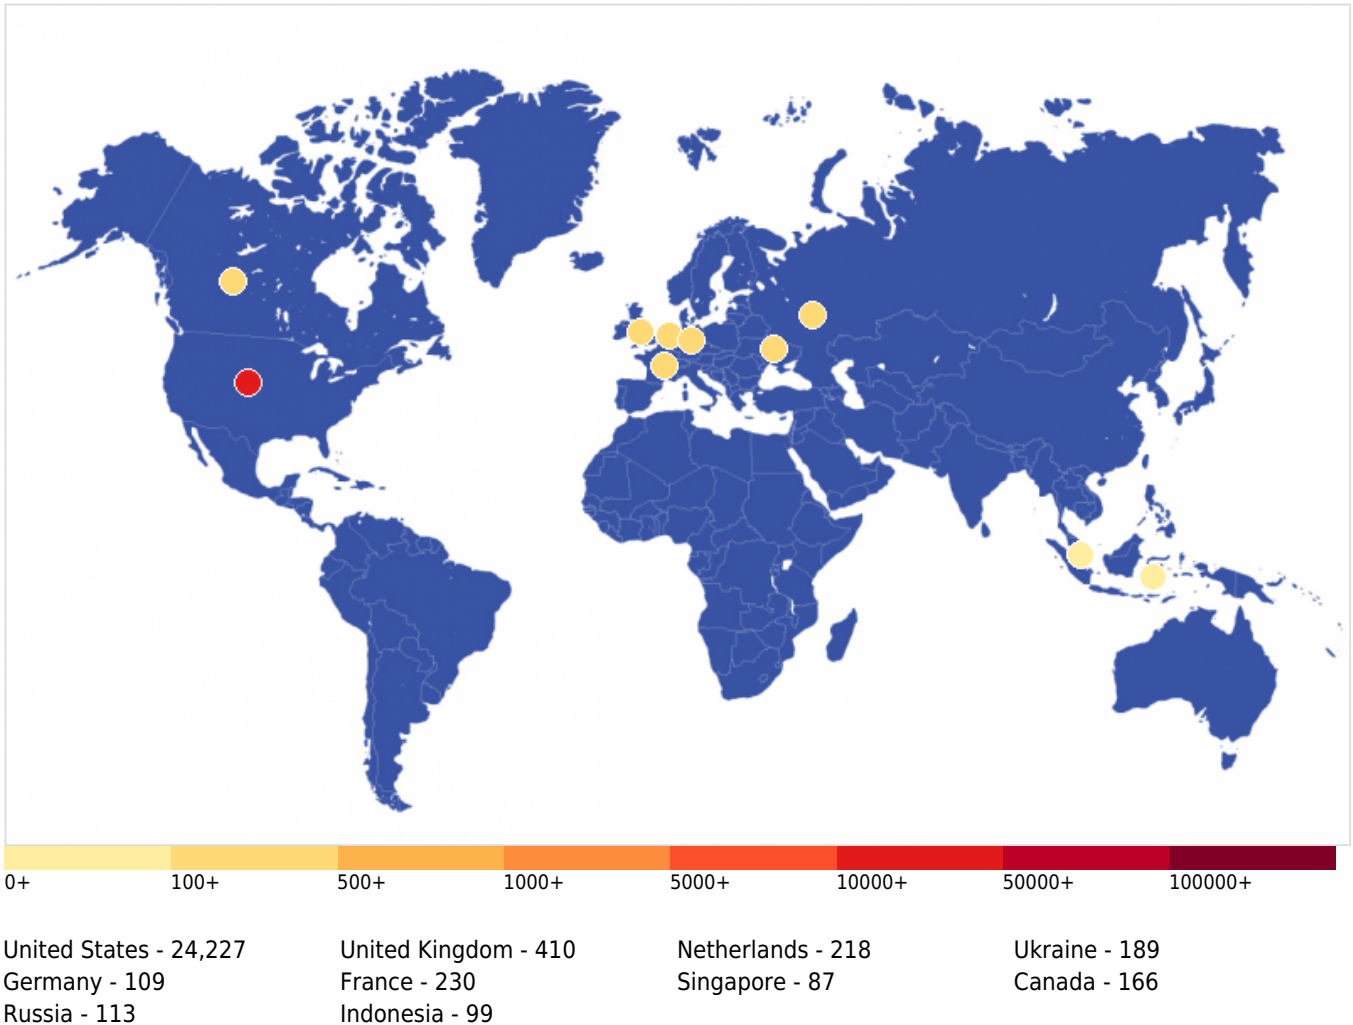 0+ 100+ 500+ 1000+ 5000+ 10000+ 50000+ 100000+
United States - 24,227 United Kingdom - 410 Netherlands - 218 Ukraine - 189
Germany - 109 France - 230 Singapore - 87 Canada - 166
Russia - 113 Indonesia - 99